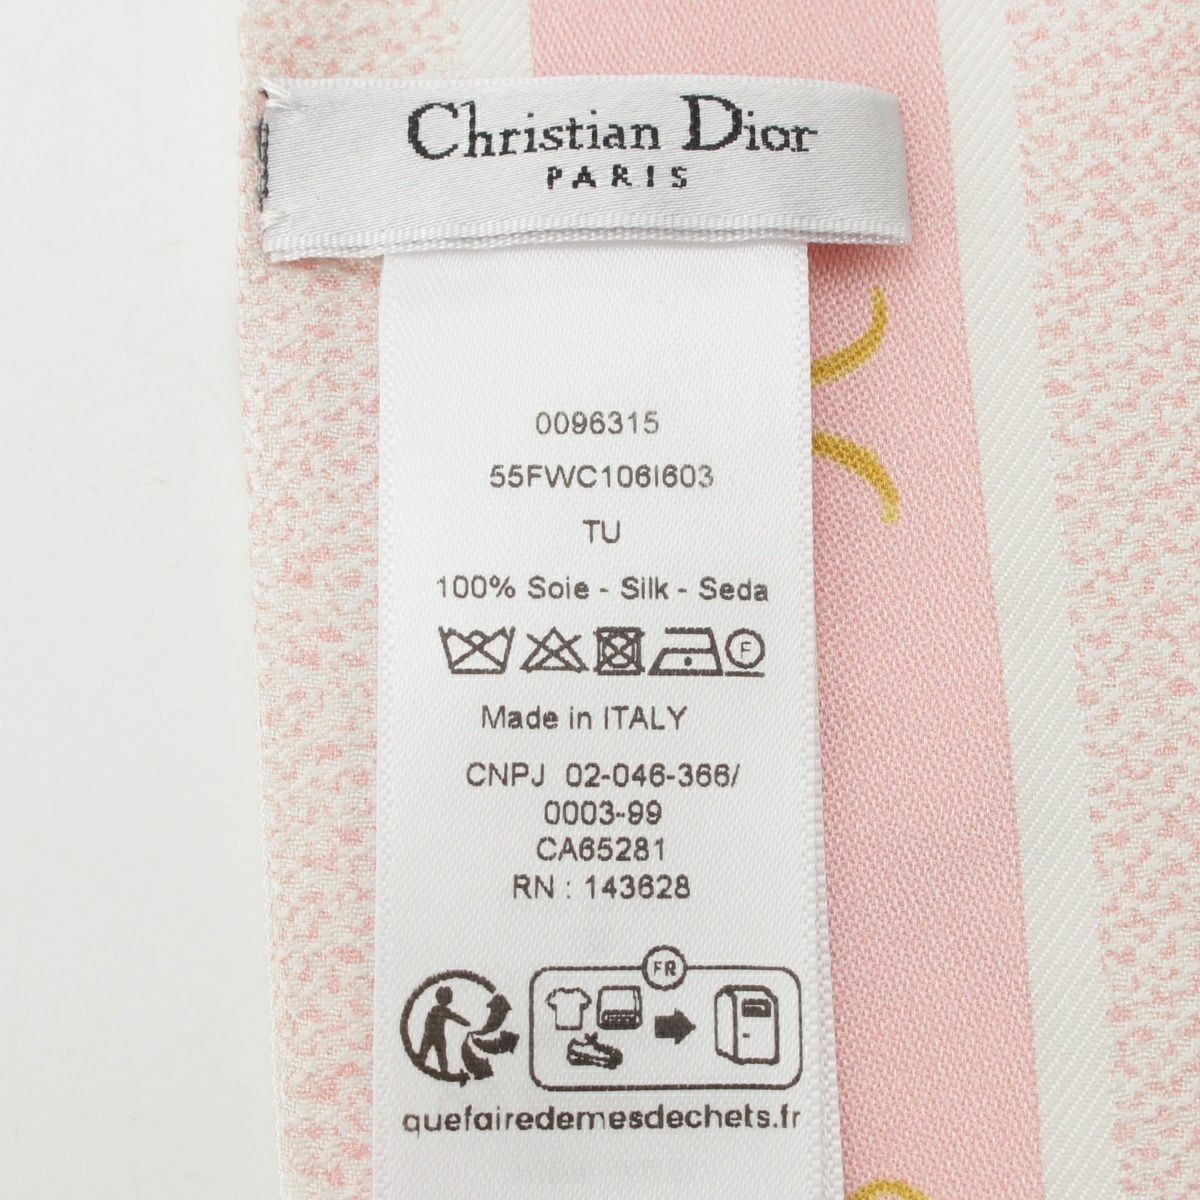 Christian Dior
PARIS
0096315
55FWC106I603
TU
100% Soie - Silk - Seda
F
Made in ITALY
CNPJ 02-046-366/
0003-99
CA65281
RN : 143628
FR
quefairedemesdechets.fr